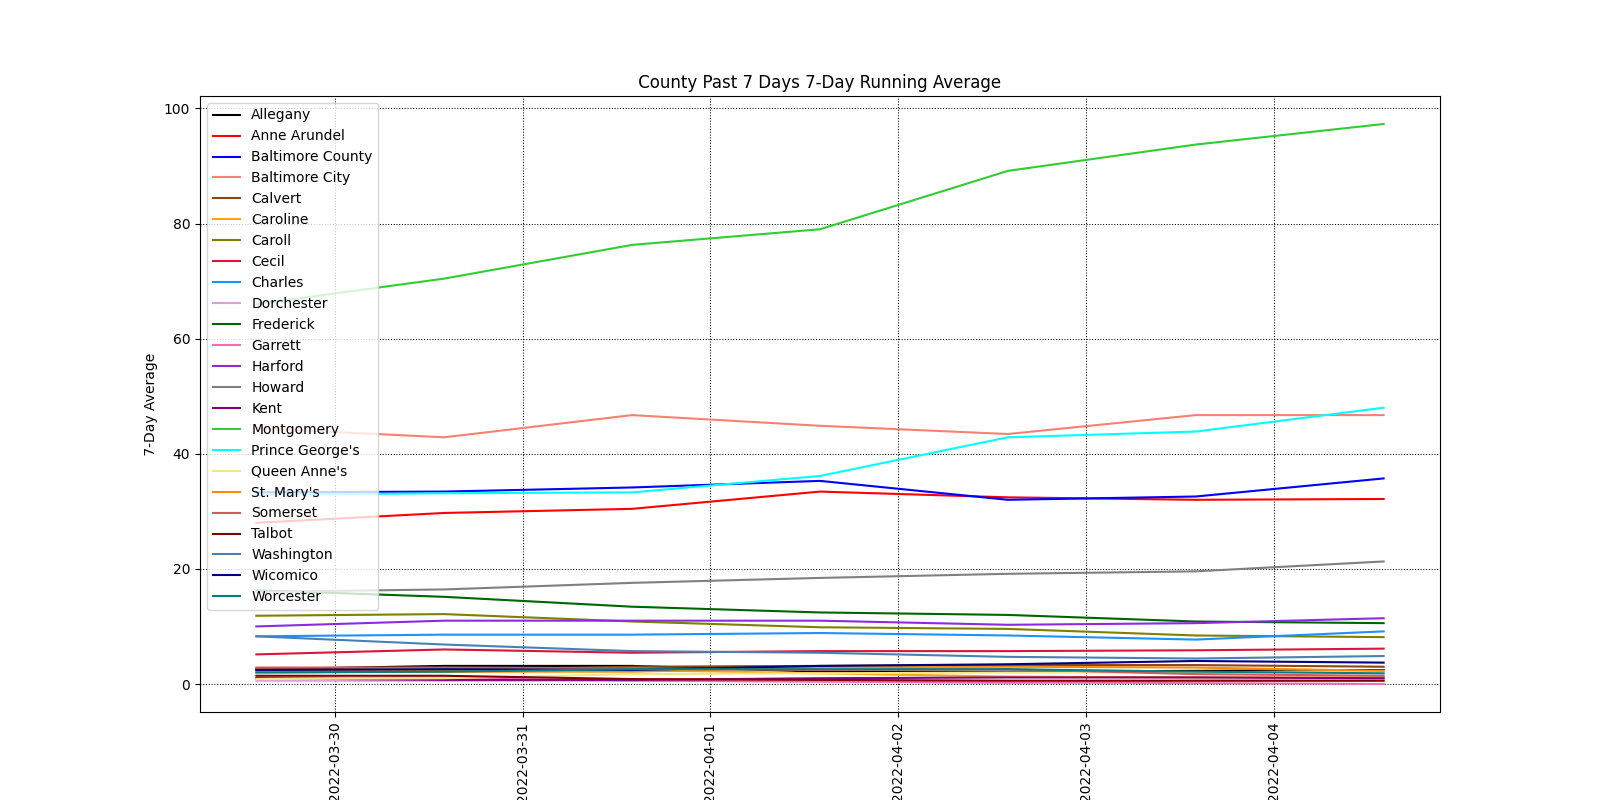 County Past 7 Days 7-Day Running Average
100
80
60
40
20
0
7-Day Average
Allegany
Anne Arundel
Baltimore County
Baltimore City
Calvert
Caroline
Caroll
Cecil
Charles
Dorchester
Frederick
Garrett
Harford
Howard
Kent
Montgomery
Prince George's
Queen Anne's
St. Mary's
Somerset
Talbot
Washington
Wicomico
Worcester
2022-03-30
2022-03-31
2022-04-01
2022-04-02
2022-04-03
2022-04-04